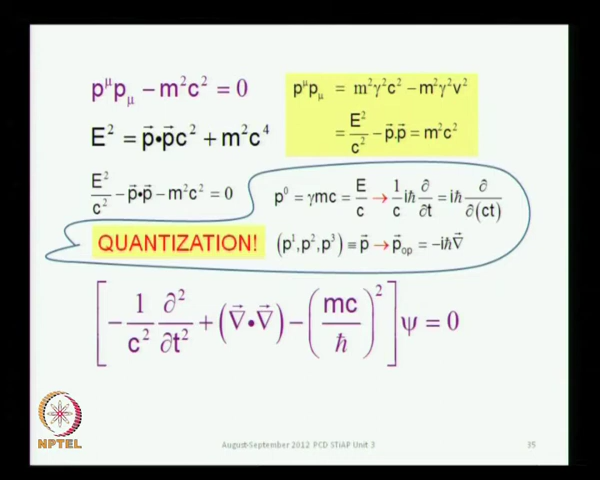 p^μ p_μ − m²c² = 0
p^μ p_μ = m²γ²c² − m²γ²v²
= E²/c² − p⃗.p⃗ = m²c²
E² = p⃗•p⃗c² + m²c⁴
E²/c² − p⃗•p⃗ − m²c² = 0
p⁰ = γmc = E/c → (1/c) iħ ∂/∂t = iħ ∂/∂(ct)
QUANTIZATION!
(p¹, p², p³) ≡ p⃗ → p⃗_op = −iħ∇⃗
[ −(1/c²) ∂²/∂t² + (∇⃗•∇⃗) − (mc/ħ)² ] ψ = 0
NPTEL
August-September 2012 PCD STiAP Unit 3
35